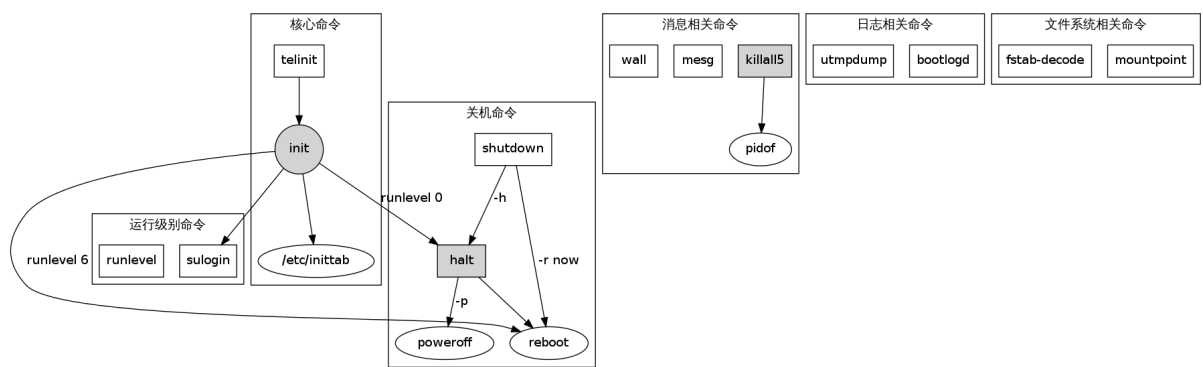 核心命令
telinit
init
/etc/inittab
运行级别命令
runlevel
sulogin
runlevel 6
runlevel 0
关机命令
shutdown
-h
-r now
halt
-p
poweroff
reboot
消息相关命令
wall
mesg
killall5
pidof
日志相关命令
utmpdump
bootlogd
文件系统相关命令
fstab-decode
mountpoint